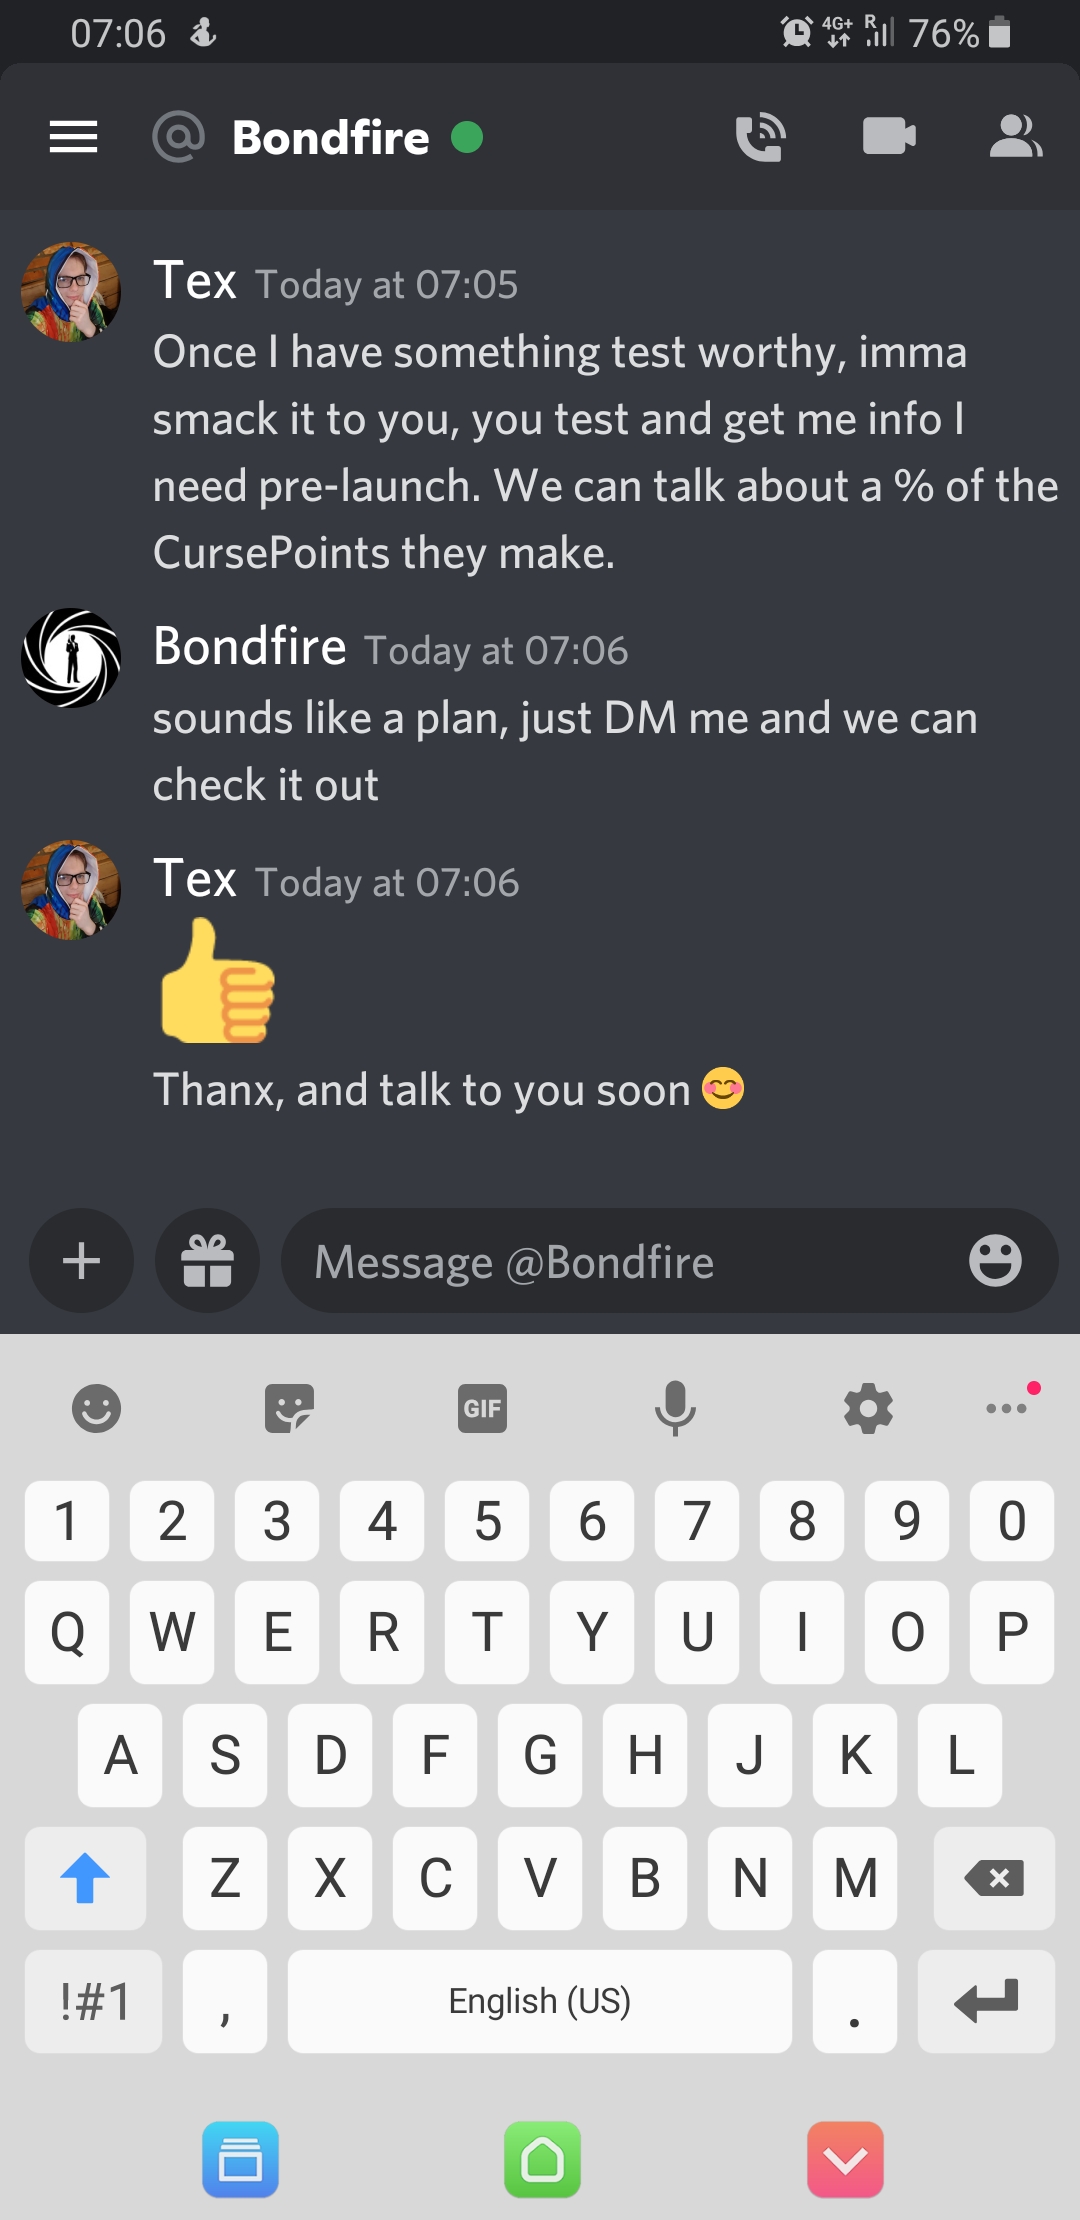 07:06 4G+ R 76%
@ Bondfire
Tex Today at 07:05
Once I have something test worthy, imma
smack it to you, you test and get me info I
need pre-launch. We can talk about a % of the
CursePoints they make.
Bondfire Today at 07:06
sounds like a plan, just DM me and we can
check it out
Tex Today at 07:06
Thanx, and talk to you soon 😊
Message @Bondfire
GIF
1 2 3 4 5 6 7 8 9 0
Q W E R T Y U I O P
A S D F G H J K L
Z X C V B N M
!#1 , English (US) .